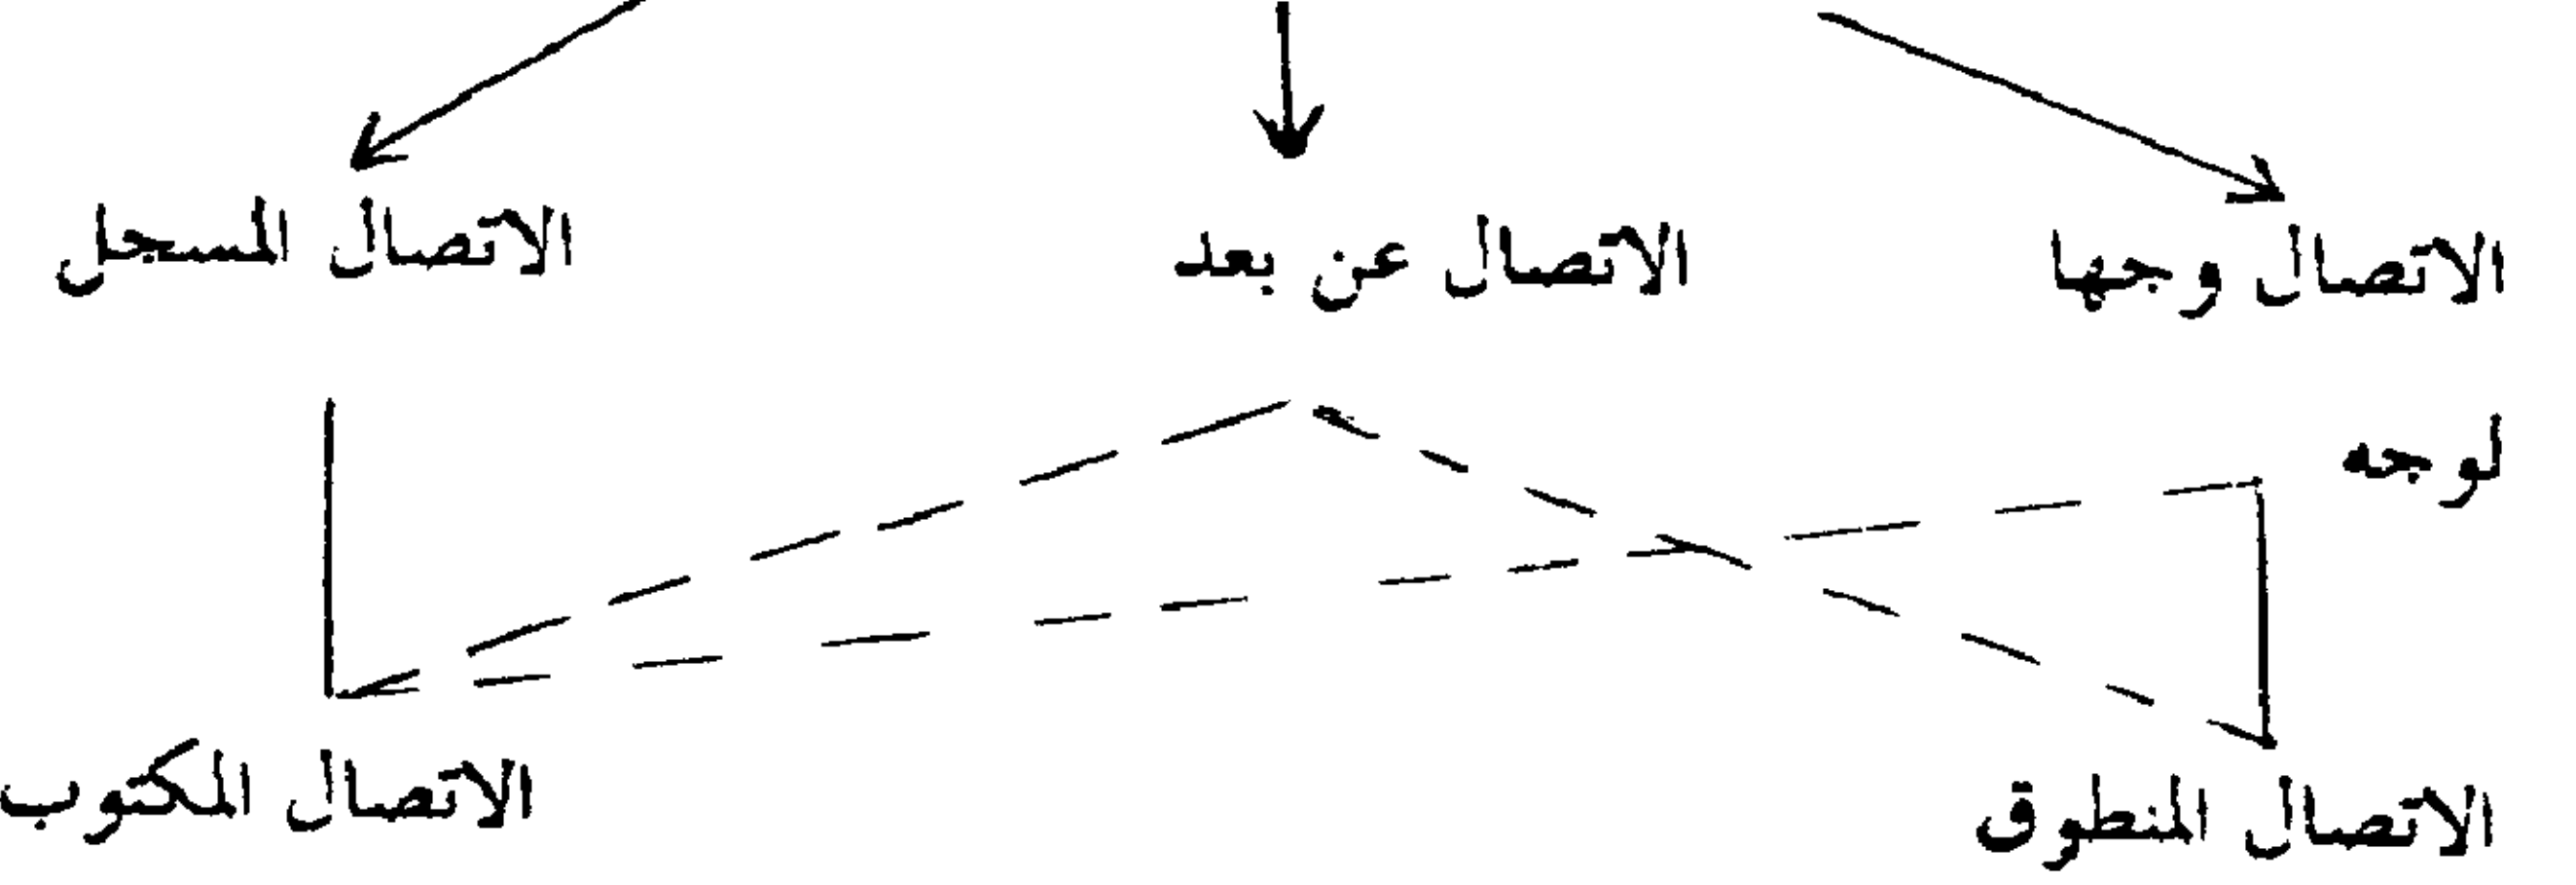 الاتصال وجها
لوجه
الاتصال عن بعد
الاتصال المسجل
الاتصال المنطوق
الاتصال المكتوب